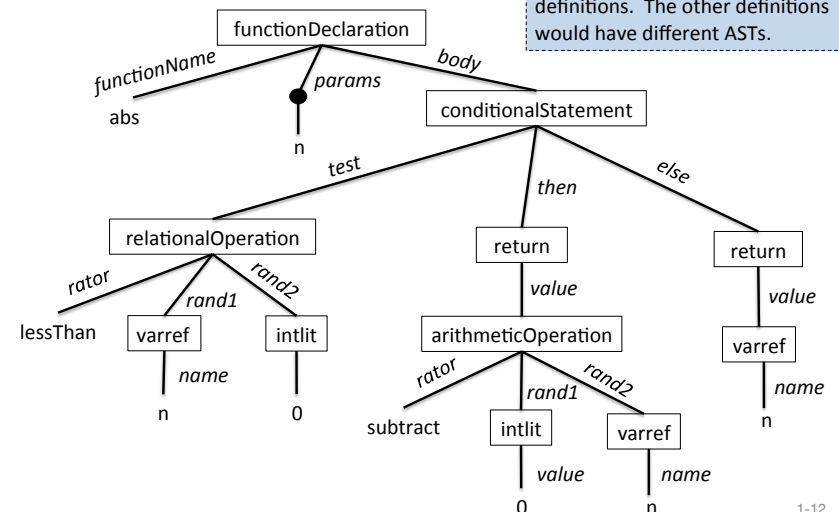 definitions. The other definitions
would have different ASTs.
functionDeclaration
functionName
params
body
abs
n
conditionalStatement
test
then
else
relationalOperation
return
return
rator
rand1
rand2
value
value
lessThan
varref
intlit
arithmeticOperation
varref
name
rator
rand1
rand2
name
n
0
subtract
intlit
varref
n
value
name
0
n
1-12